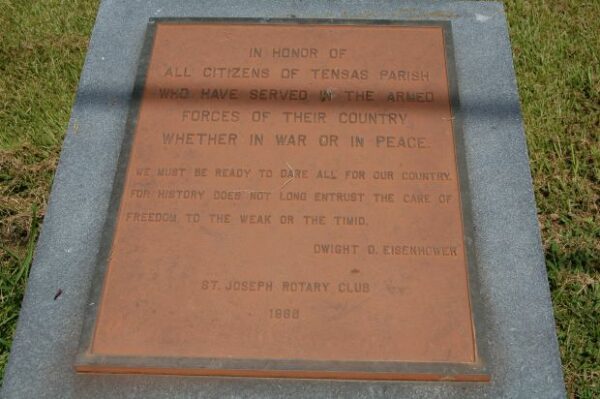 IN HONOR OF
ALL CITIZENS OF TENSAS PARISH
WHO HAVE SERVED IN THE ARMED
FORCES OF THEIR COUNTRY,
WHETHER IN WAR OR IN PEACE.
WE MUST BE READY TO DARE ALL FOR OUR COUNTRY.
FOR HISTORY DOES NOT LONG ENTRUST THE CARE OF
FREEDOM TO THE WEAK OR THE TIMID.
DWIGHT D. EISENHOWER
ST. JOSEPH ROTARY CLUB
1988